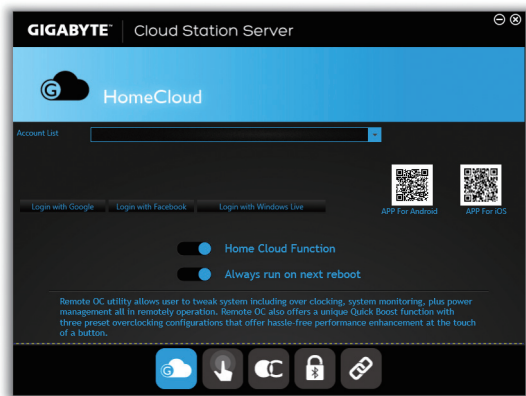 GIGABYTE™ Cloud Station Server
G HomeCloud
Account List
Login with Google Login with Facebook Login with Windows Live
APP For Android APP For iOS
Home Cloud Function
Always run on next reboot
Remote OC utility allows user to tweak system including over clocking, system monitoring, plus power
management all in remotely operation. Remote OC also offers a unique Quick Boost function with
three preset overclocking configurations that offer hassle-free performance enhancement at the touch
of a button.
G